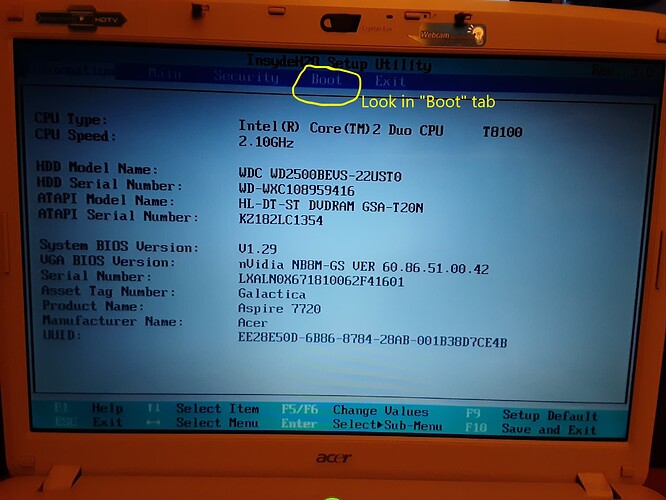 HDTV
Crystal Eye
Webcam
InsydeH2O Setup Utility
Main Security Boot Exit
Look in "Boot" tab
CPU Type: Intel(R) Core(TM)2 Duo CPU T8100
CPU Speed: 2.10GHz
HDD Model Name: WDC WD2500BEVS-22UST0
HDD Serial Number: WD-WXC108959416
ATAPI Model Name: HL-DT-ST DVDRAM GSA-T20N
ATAPI Serial Number: KZ182LC1354
System BIOS Version: V1.29
VGA BIOS Version: nVidia NB8M-GS VER 60.86.51.00.42
Serial Number: LXALN0X671810062F41601
Asset Tag Number: Galactica
Product Name: Aspire 7720
Manufacturer Name: Acer
UUID: EE28E50D-6B86-8784-28AB-001B38D7CE4B
F1 Help ↑↓ Select Item F5/F6 Change Values F9 Setup Default
ESC Exit ↔ Select Menu Enter Select▶Sub-Menu F10 Save and Exit
acer